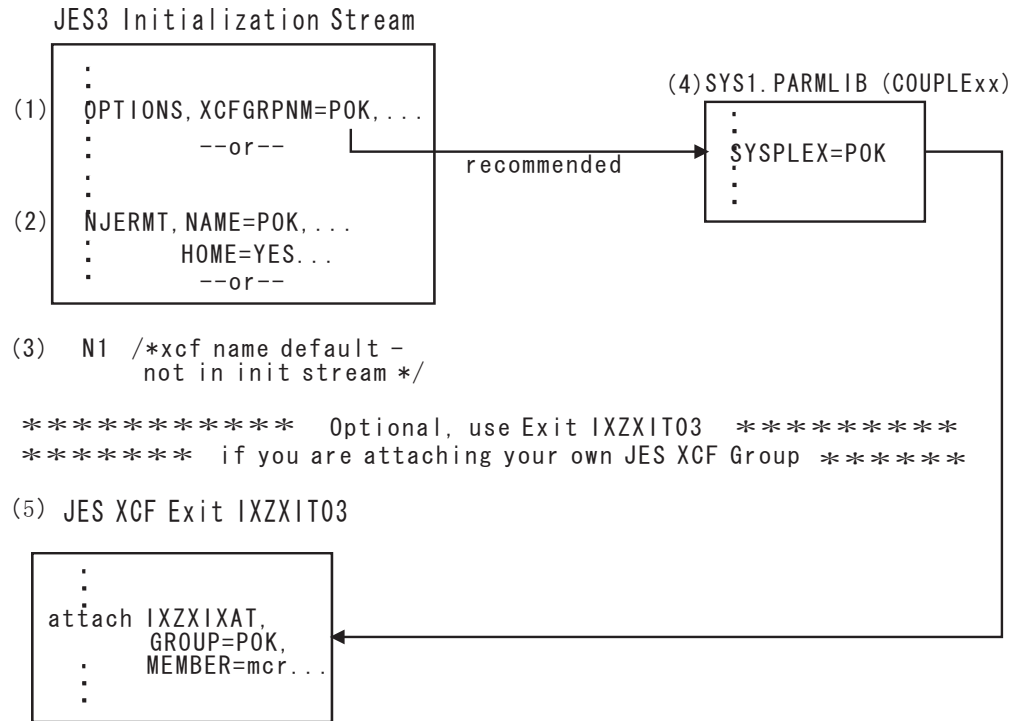 JES3 Initialization Stream
(1) OPTIONS,XCFGRPNM=POK,...
--or--
recommended
(2) NJERMT,NAME=POK,...
HOME=YES...
--or--
(4)SYS1.PARMLIB (COUPLExx)
SYSPLEX=POK
(3) N1 /*xcf name default -
not in init stream */
*********** Optional, use Exit IXZXIT03 *********
******* if you are attaching your own JES XCF Group ******
(5) JES XCF Exit IXZXIT03
attach IXZXIXAT,
GROUP=POK,
MEMBER=mcr...